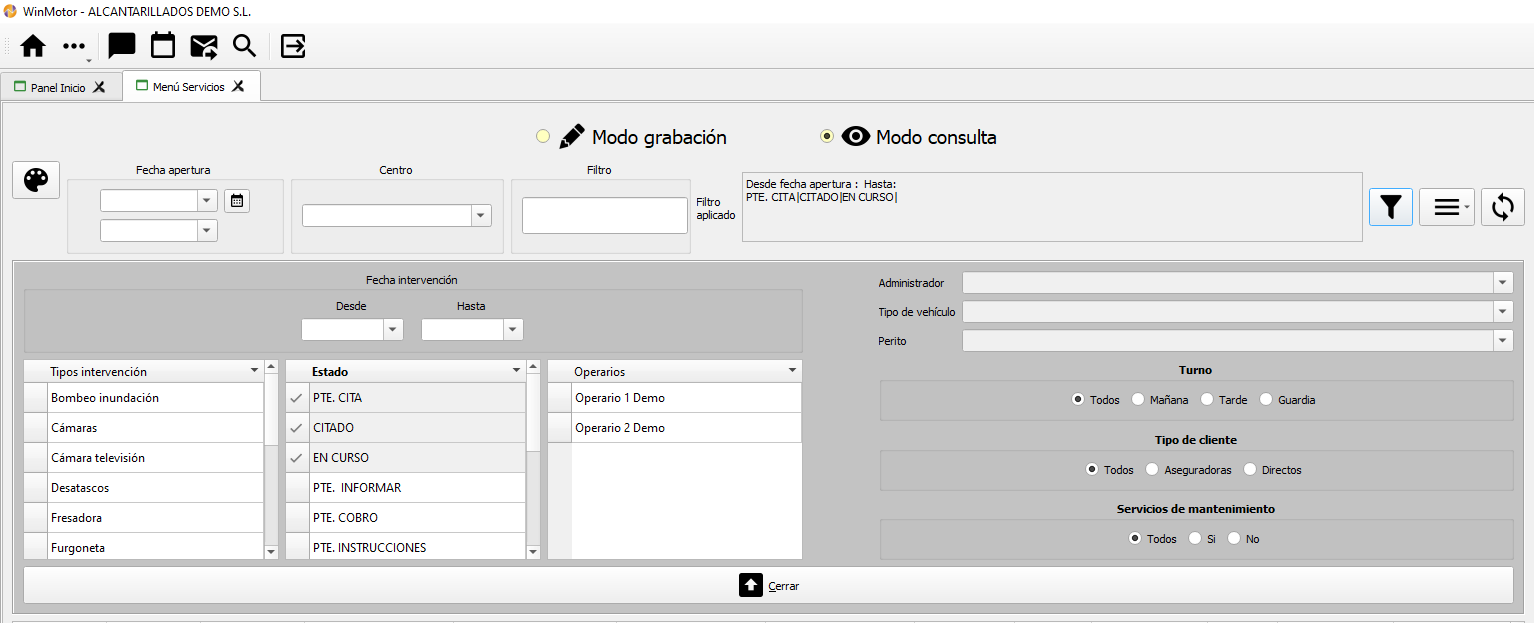 WinMotor - ALCANTARILLADOS DEMO S.L.
Panel Inicio
Menú Servicios
Modo grabación
Modo consulta
Fecha apertura
Centro
Filtro
Filtro aplicado
Desde fecha apertura :  Hasta:
PTE. CITA|CITADO|EN CURSO|
Fecha intervención
Desde
Hasta
Administrador
Tipo de vehículo
Perito
Tipos intervención
Bombeo inundación
Cámaras
Cámara televisión
Desatascos
Fresadora
Furgoneta
Estado
PTE. CITA
CITADO
EN CURSO
PTE.  INFORMAR
PTE. COBRO
PTE. INSTRUCCIONES
Operarios
Operario 1 Demo
Operario 2 Demo
Turno
Todos Mañana Tarde Guardia
Tipo de cliente
Todos Aseguradoras Directos
Servicios de mantenimiento
Todos Si No
Cerrar